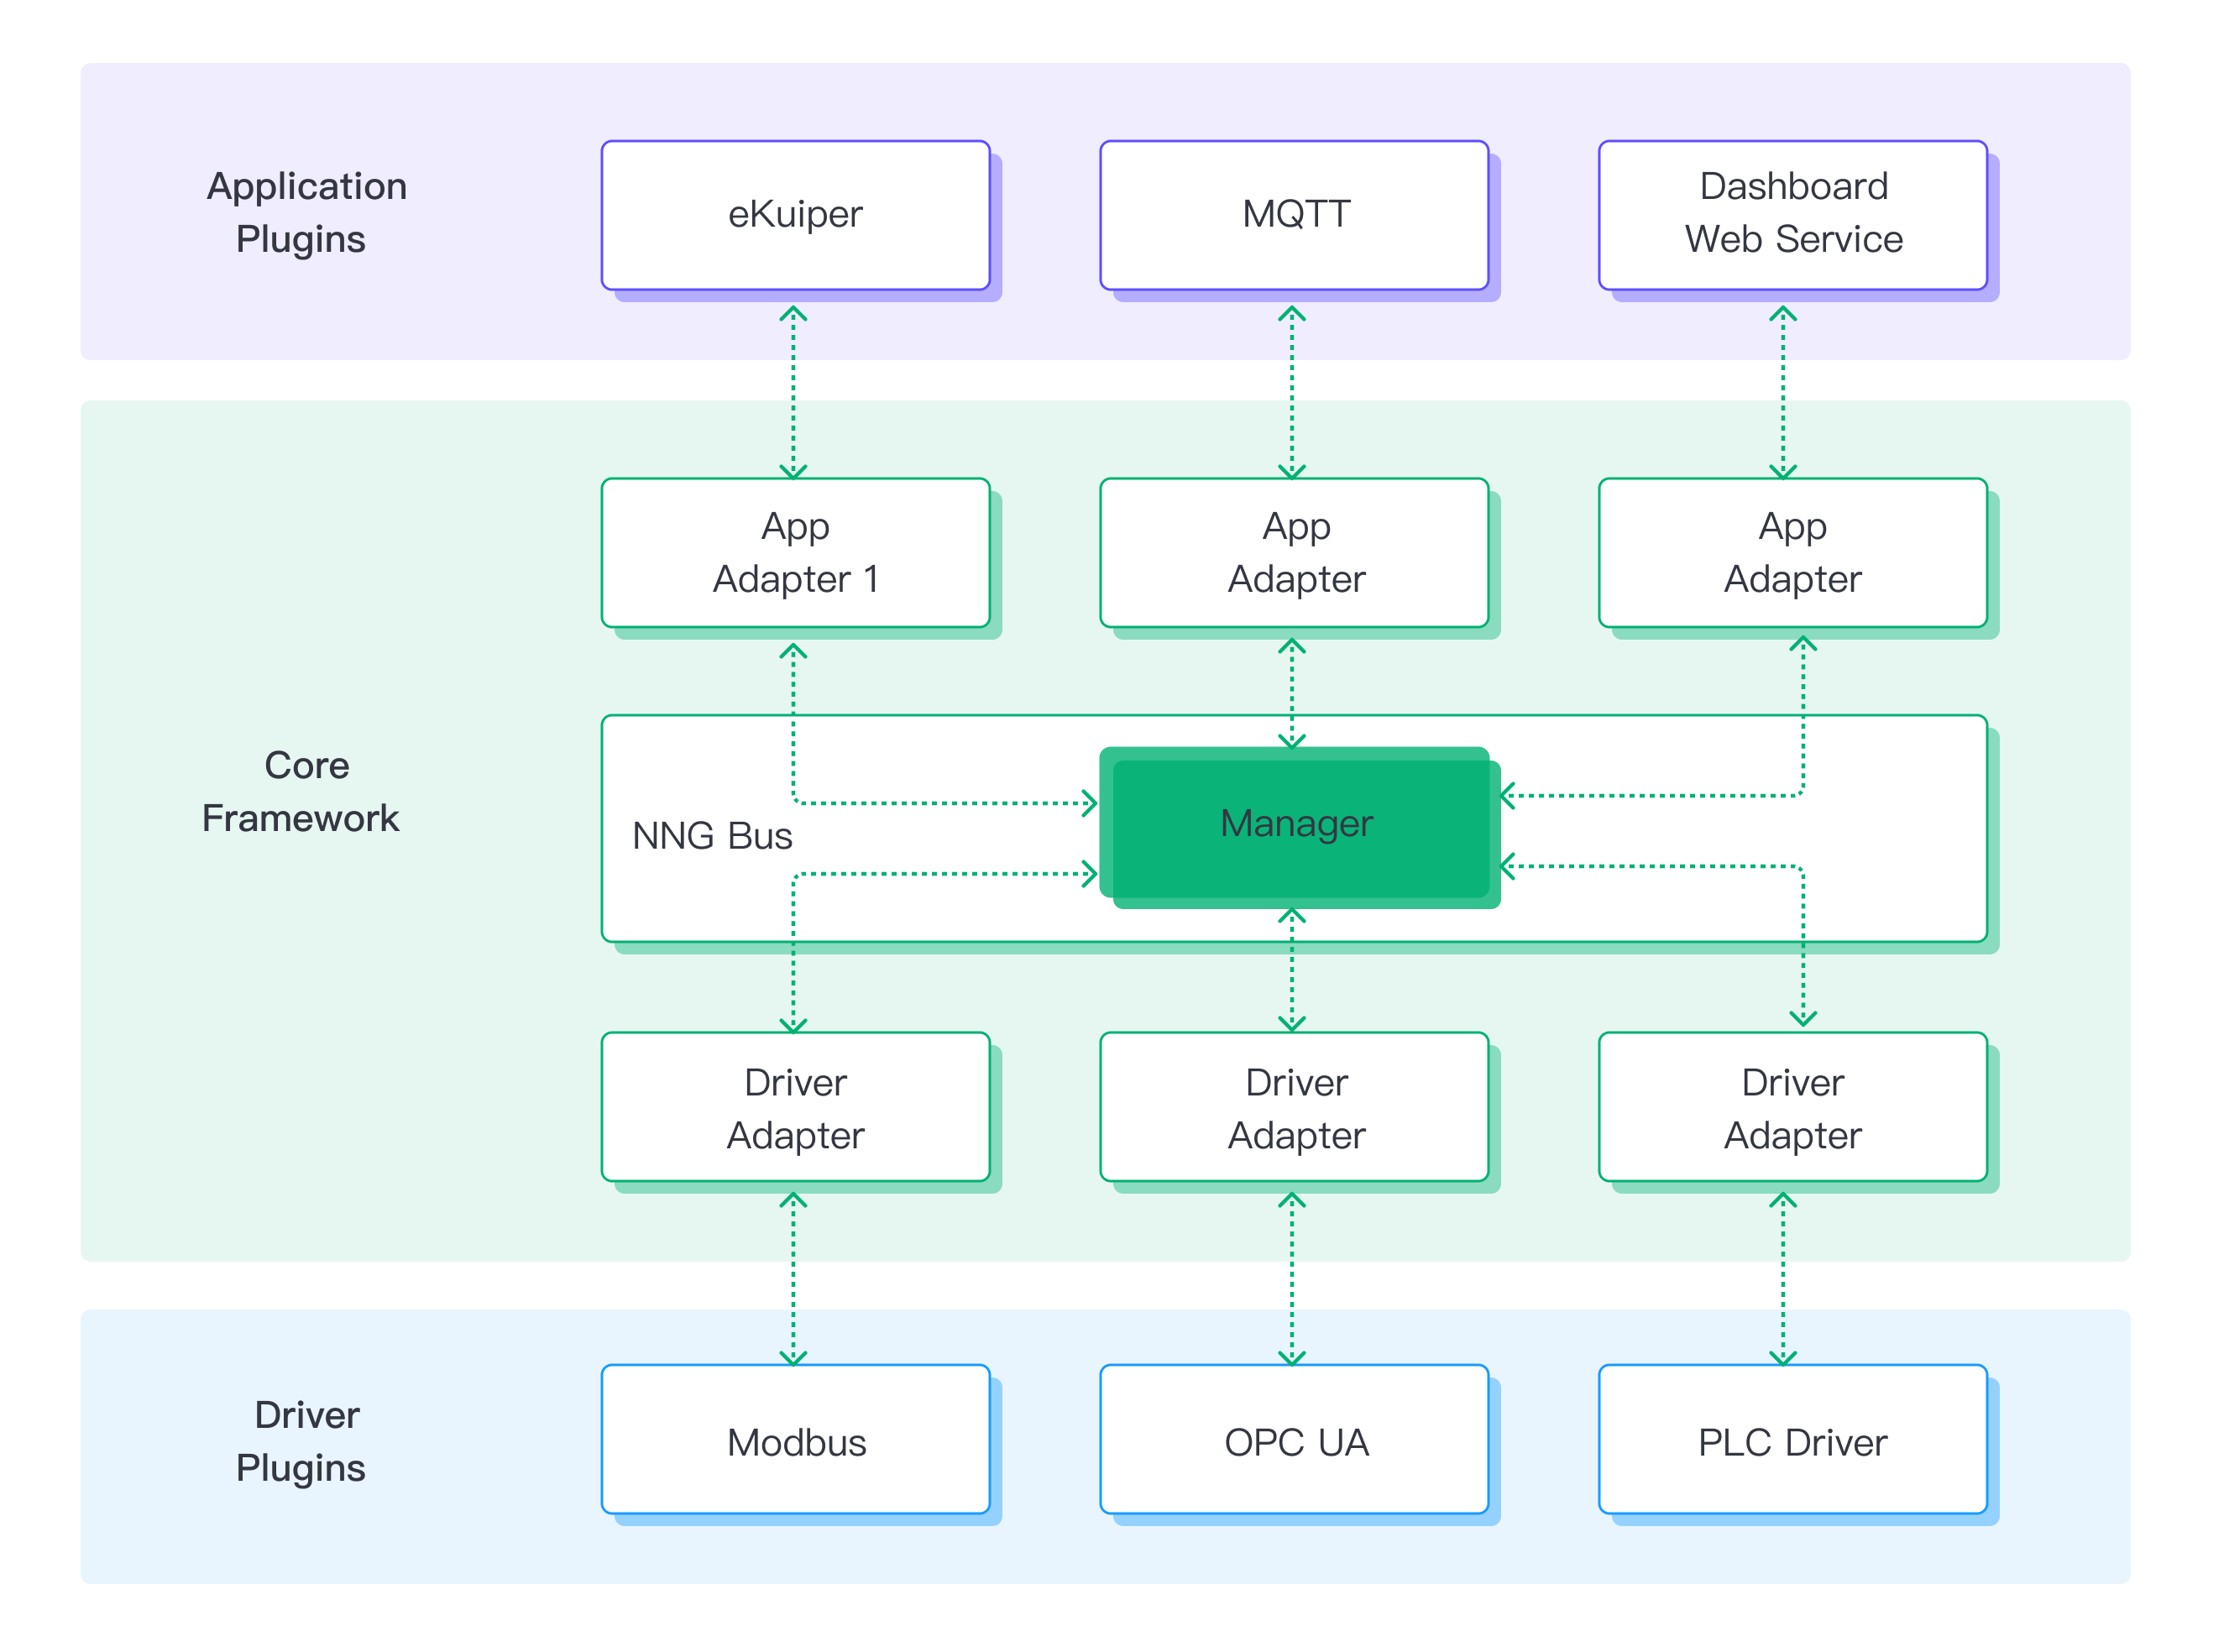 Application
Plugins
eKuiper
MQTT
Dashboard
Web Service
Core
Framework
App
Adapter 1
App
Adapter
App
Adapter
NNG Bus
Manager
Driver
Adapter
Driver
Adapter
Driver
Adapter
Driver
Plugins
Modbus
OPC UA
PLC Driver